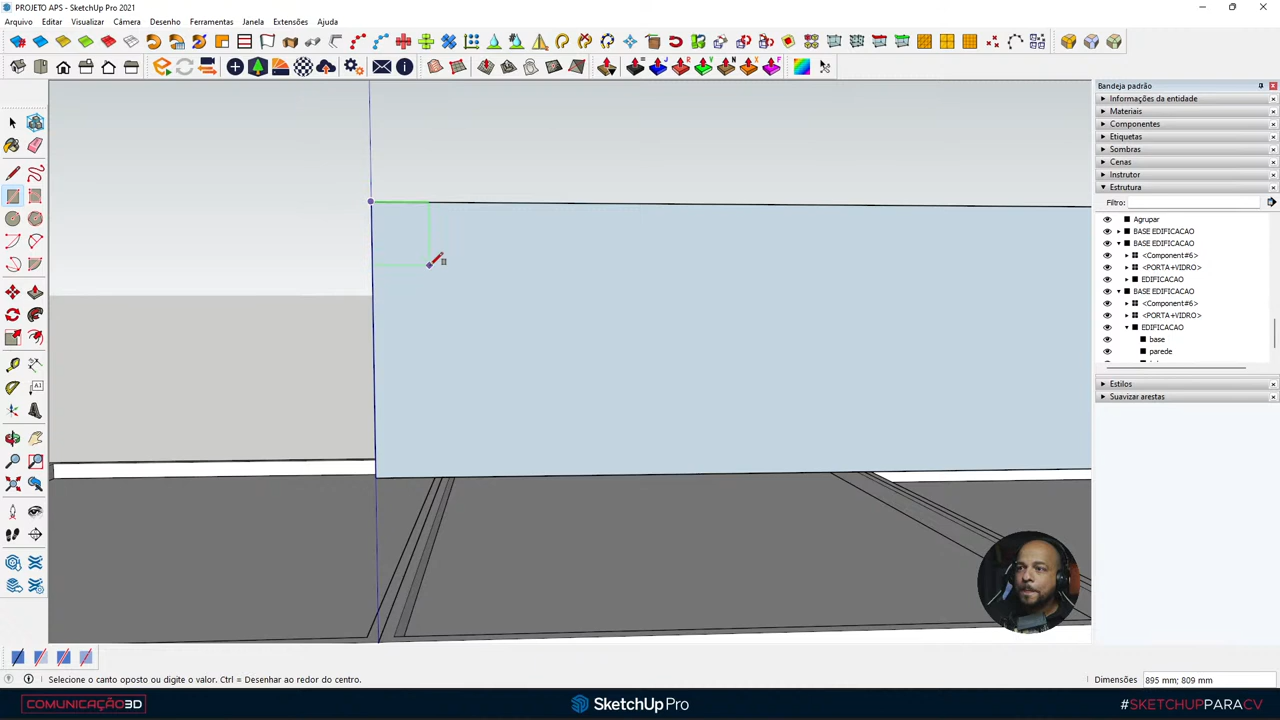 PROJETO APS - SketchUp Pro 2021
Arquivo Editar Visualizar Câmera Desenho Ferramentas Janela Extensões Ajuda
Bandeja padrão
Informações da entidade
Materiais
Componentes
Etiquetas
Sombras
Cenas
Instrutor
Estrutura
Filtro:
Agrupar
BASE EDIFICACAO
BASE EDIFICACAO
<Component#6>
<PORTA+VIDRO>
EDIFICACAO
BASE EDIFICACAO
<Component#6>
<PORTA+VIDRO>
EDIFICACAO
base
parede
Estilos
Suavizar arestas
Selecione o canto oposto ou digite o valor. Ctrl = Desenhar ao redor do centro.
Dimensões 895 mm; 809 mm
COMUNICAÇÃO3D
SketchUp Pro
#SKETCHUPPARACV